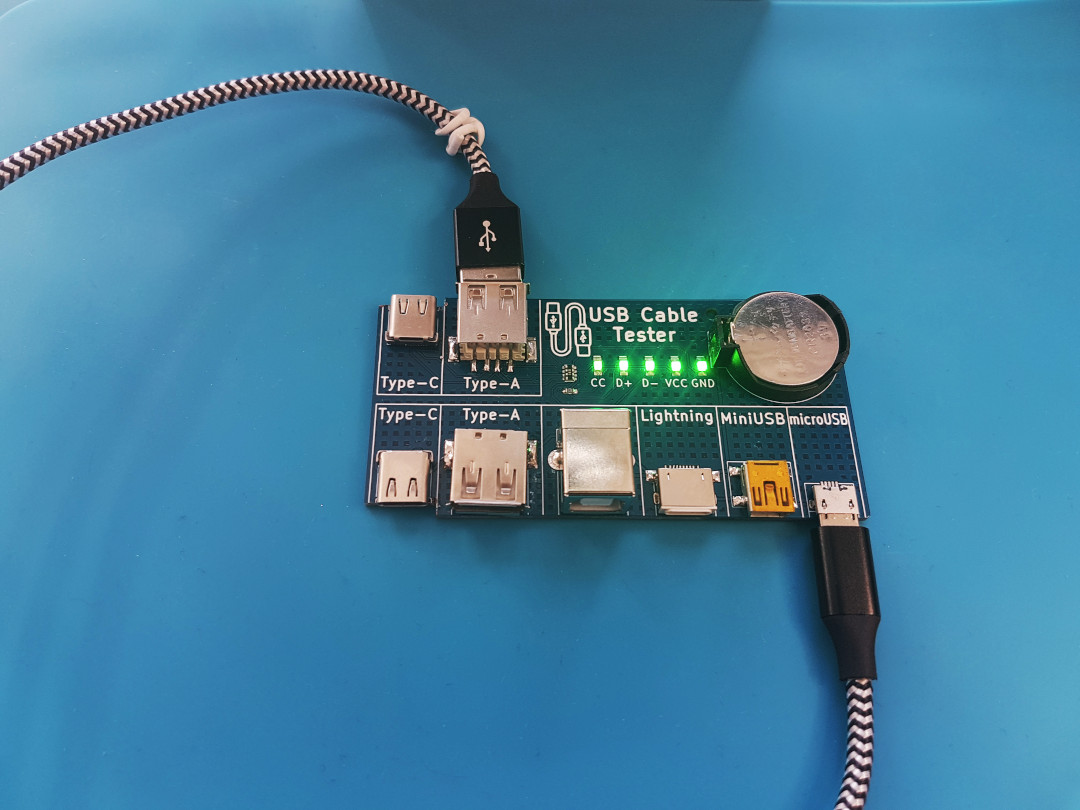 USB Cable
Tester
CC D+ D- VCC GND
Type-C Type-A
Type-C Type-A Lightning MiniUSB microUSB